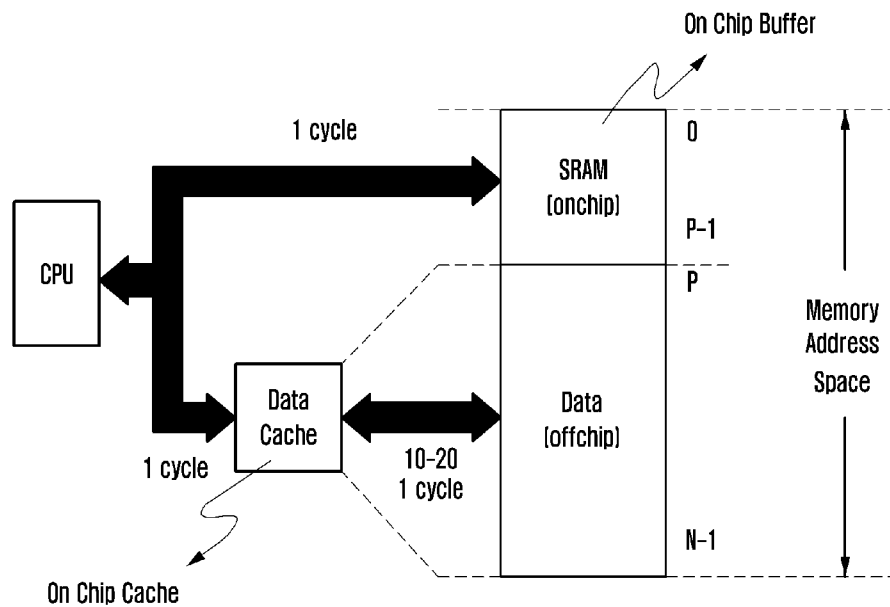 On Chip Buffer
1 cycle
0
SRAM
(onchip)
P-1
CPU
P
Memory
Address
Space
Data
Cache
Data
(offchip)
1 cycle
10-20
1 cycle
N-1
On Chip Cache